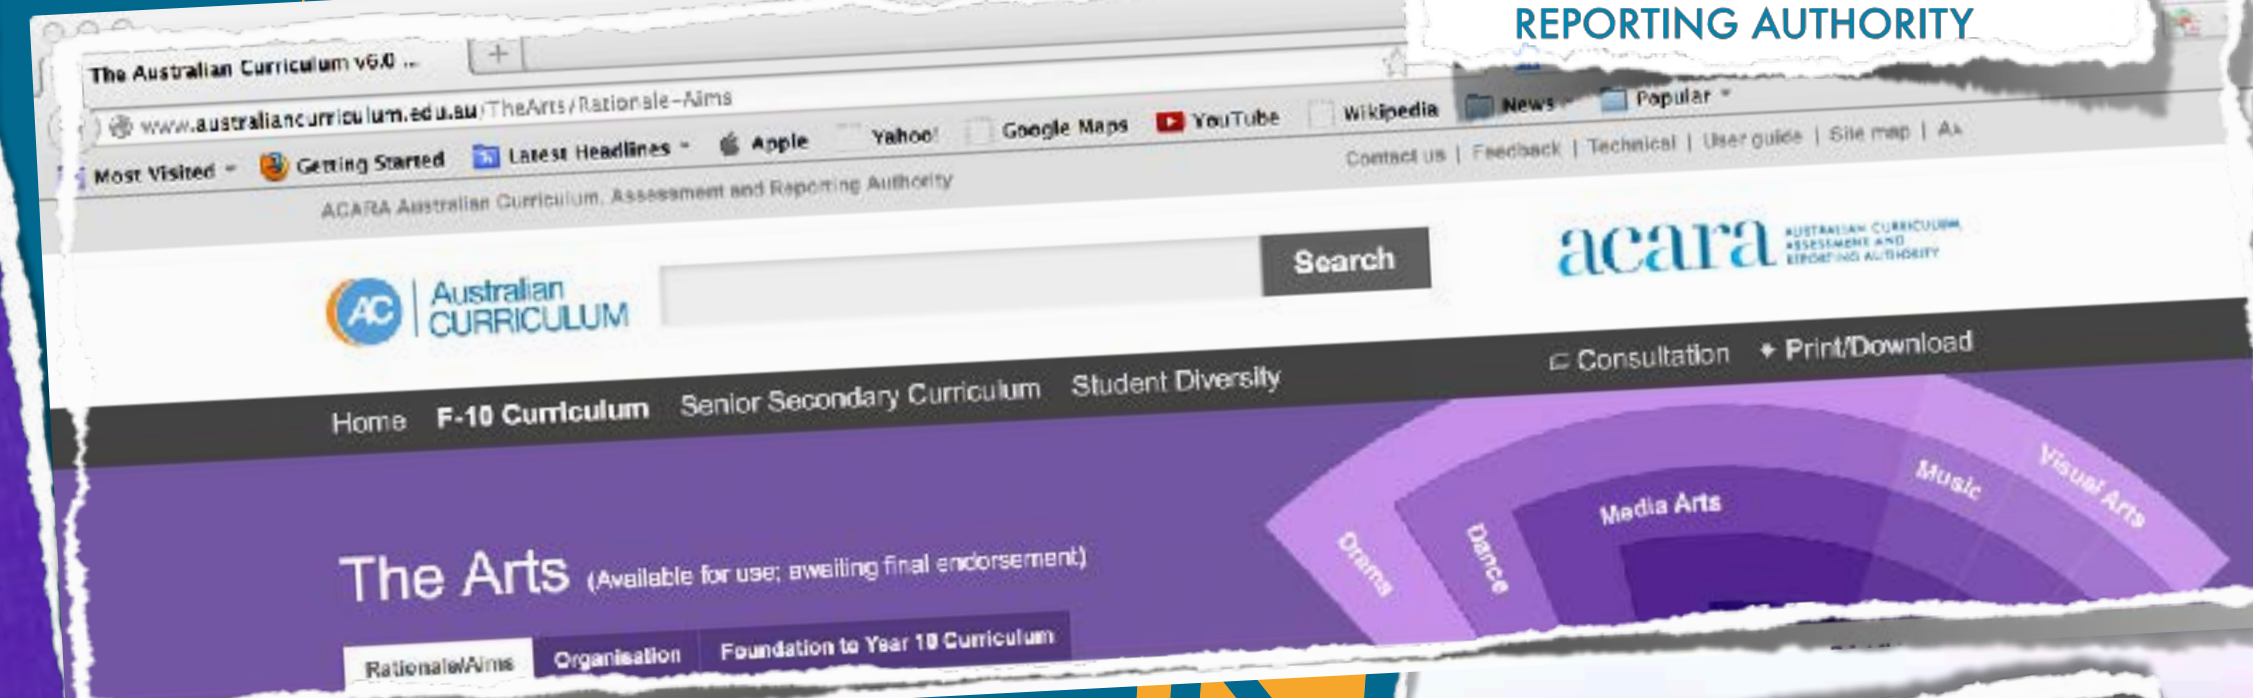 REPORTING AUTHORITY
The Australian Curriculum v6.0 ...
www.australiancurriculum.edu.au/TheArts/Rationale-Aims
Most Visited Getting Started Latest Headlines Apple Yahoo! Google Maps YouTube Wikipedia News Popular
ACARA Australian Curriculum, Assessment and Reporting Authority
Contact us | Feedback | Technical | User guide | Site map |
AC Australian CURRICULUM
Search
acara AUSTRALIAN CURRICULUM,
ASSESSMENT AND
REPORTING AUTHORITY
Home F-10 Curriculum Senior Secondary Curriculum Student Diversity Consultation Print/Download
The Arts (Available for use; awaiting final endorsement)
Drama Dance Media Arts Music Visual Arts
Rationale/Aims Organisation Foundation to Year 10 Curriculum